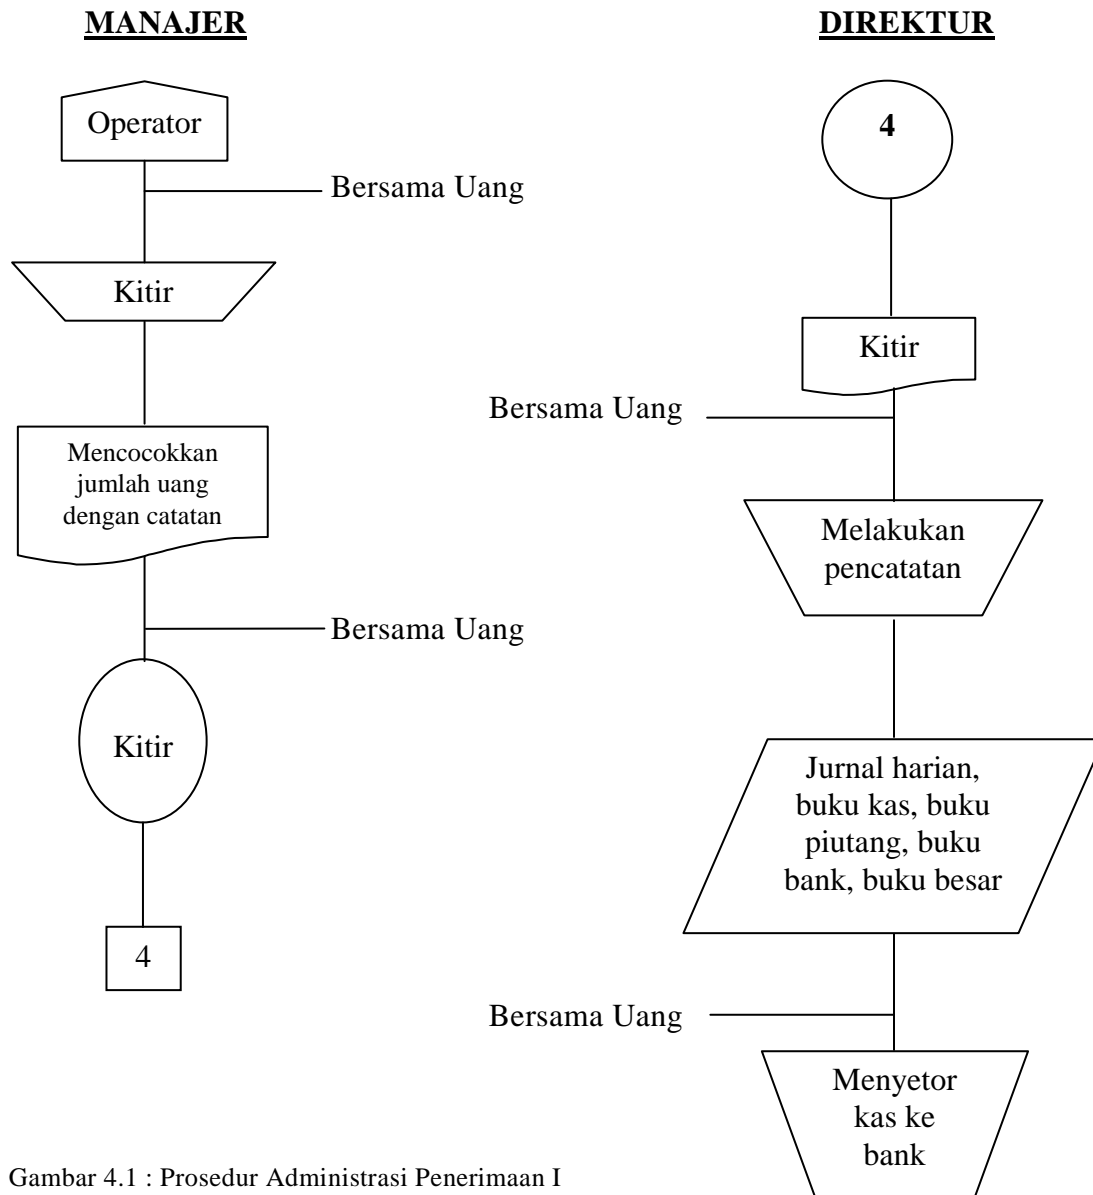 MANAJER
Operator
Bersama Uang
Kitir
Mencocokkan
jumlah uang
dengan catatan
Bersama Uang
Kitir
4
DIREKTUR
4
Kitir
Bersama Uang
Melakukan
pencatatan
Jurnal harian,
buku kas, buku
piutang, buku
bank, buku besar
Bersama Uang
Menyetor
kas ke
bank
Gambar 4.1 : Prosedur Administrasi Penerimaan I